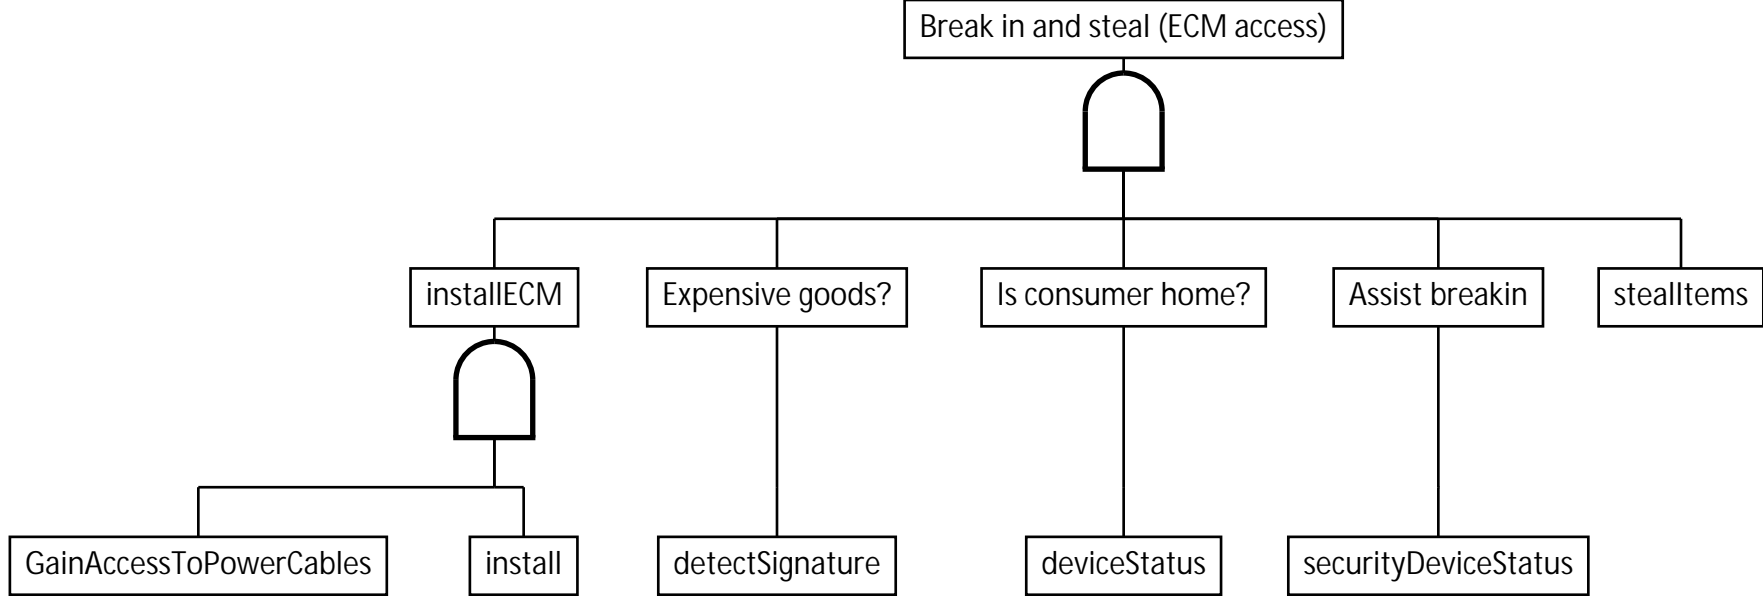 Break in and steal (ECM access)
installECM
Expensive goods?
Is consumer home?
Assist breakin
stealItems
GainAccessToPowerCables
install
detectSignature
deviceStatus
securityDeviceStatus